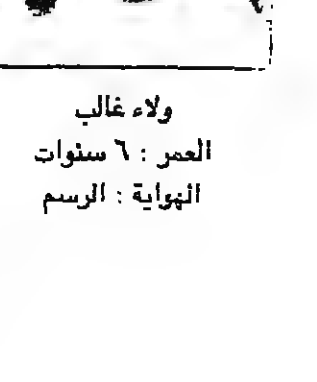 ولاء غالب
العمر : ٦ سنوات
الهواية : الرسم